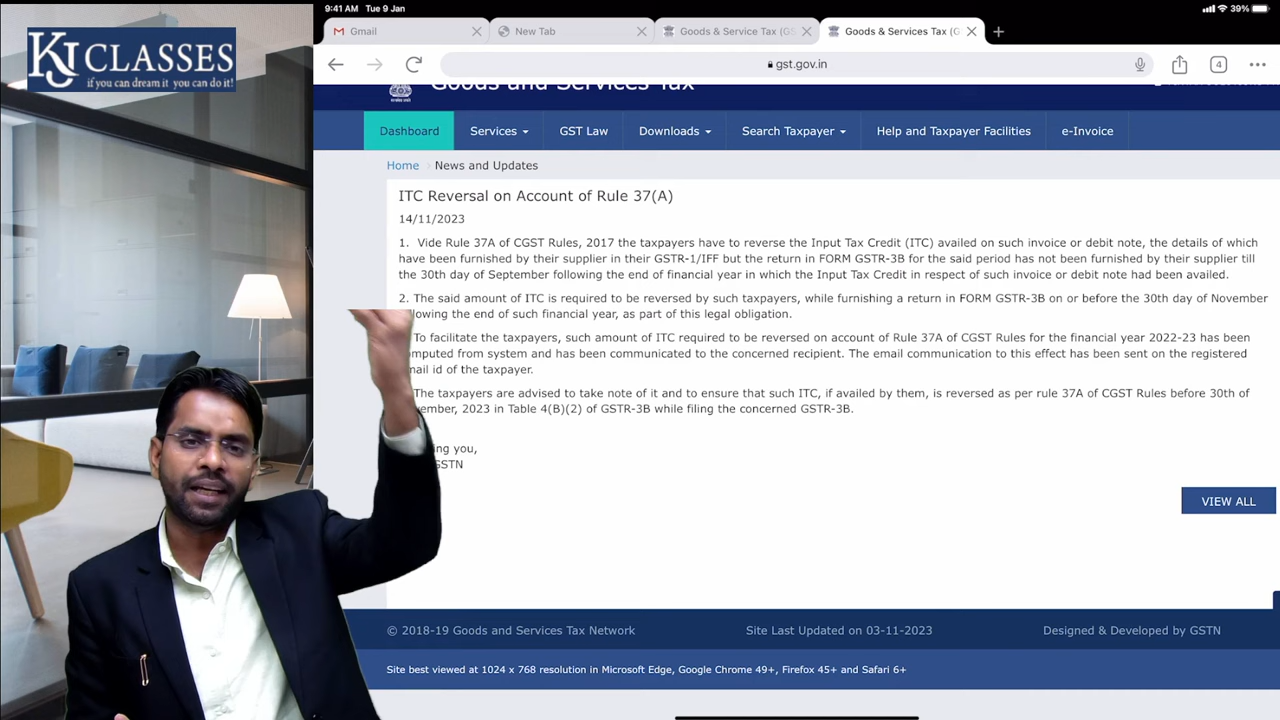 KJ CLASSES
if you can dream it you can do it!
9:41 AM Tue 9 Jan
39%
Gmail
New Tab
Goods & Service Tax (GS
Goods & Services Tax (G
gst.gov.in
4
Goods and Services Tax
Dashboard
Services
GST Law
Downloads
Search Taxpayer
Help and Taxpayer Facilities
e-Invoice
Home
News and Updates
ITC Reversal on Account of Rule 37(A)
14/11/2023
1. Vide Rule 37A of CGST Rules, 2017 the taxpayers have to reverse the Input Tax Credit (ITC) availed on such invoice or debit note, the details of which
have been furnished by their supplier in their GSTR-1/IFF but the return in FORM GSTR-3B for the said period has not been furnished by their supplier till
the 30th day of September following the end of financial year in which the Input Tax Credit in respect of such invoice or debit note had been availed.
2. The said amount of ITC is required to be reversed by such taxpayers, while furnishing a return in FORM GSTR-3B on or before the 30th day of November
lowing the end of such financial year, as part of this legal obligation.
To facilitate the taxpayers, such amount of ITC required to be reversed on account of Rule 37A of CGST Rules for the financial year 2022-23 has been
mputed from system and has been communicated to the concerned recipient. The email communication to this effect has been sent on the registered
mail id of the taxpayer.
The taxpayers are advised to take note of it and to ensure that such ITC, if availed by them, is reversed as per rule 37A of CGST Rules before 30th of
ember, 2023 in Table 4(B)(2) of GSTR-3B while filing the concerned GSTR-3B.
ing you,
GSTN
VIEW ALL
© 2018-19 Goods and Services Tax Network
Site Last Updated on 03-11-2023
Designed & Developed by GSTN
Site best viewed at 1024 x 768 resolution in Microsoft Edge, Google Chrome 49+, Firefox 45+ and Safari 6+